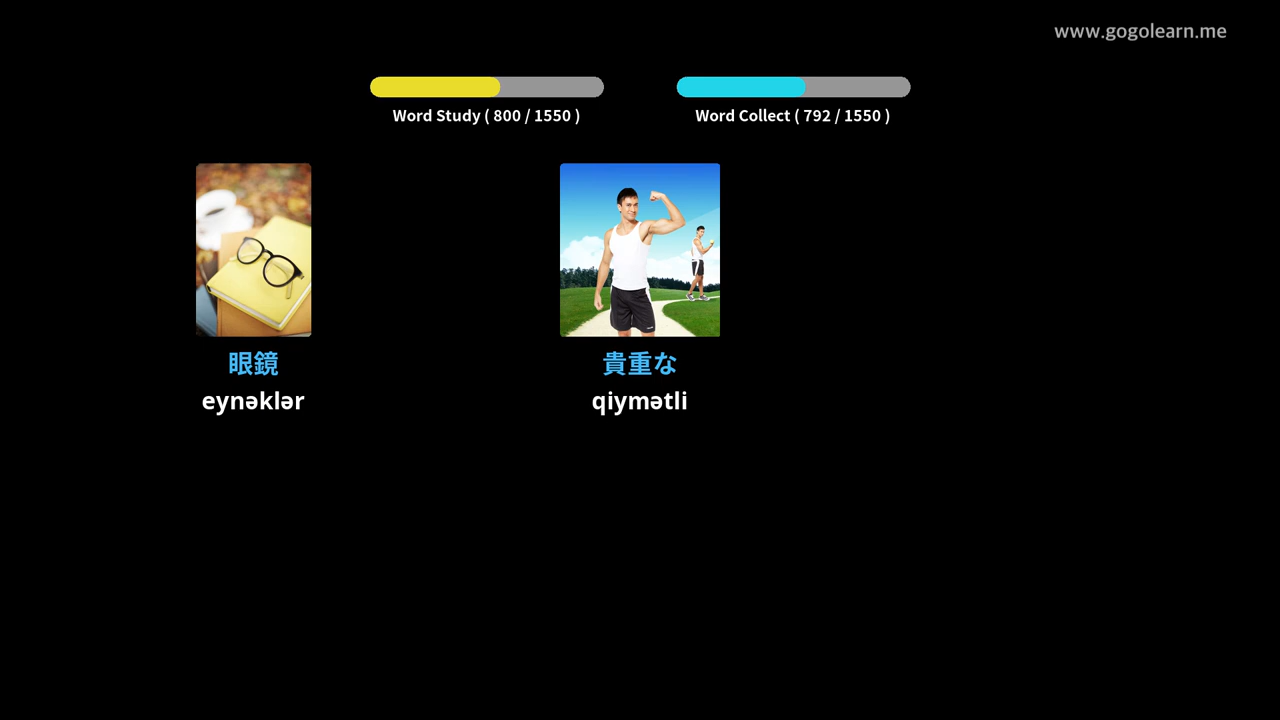 www.gogolearn.me
Word Study ( 800 / 1550 )
Word Collect ( 792 / 1550 )
眼鏡
eynəklər
貴重な
qiymətli